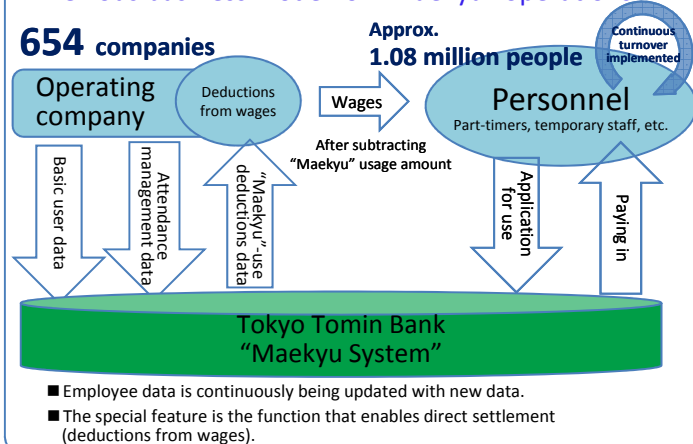 654 companies
Approx.
1.08 million people
Continuous
turnover
implemented
Operating
company
Deductions
from wages
Wages
After subtracting
“Maekyu” usage amount
Personnel
Part-timers, temporary staff, etc.
Basic user data
Attendance
management data
“Maekyu”-use
deductions data
Application
for use
Paying in
Tokyo Tomin Bank
“Maekyu System”
■ Employee data is continuously being updated with new data.
■ The special feature is the function that enables direct settlement
(deductions from wages).